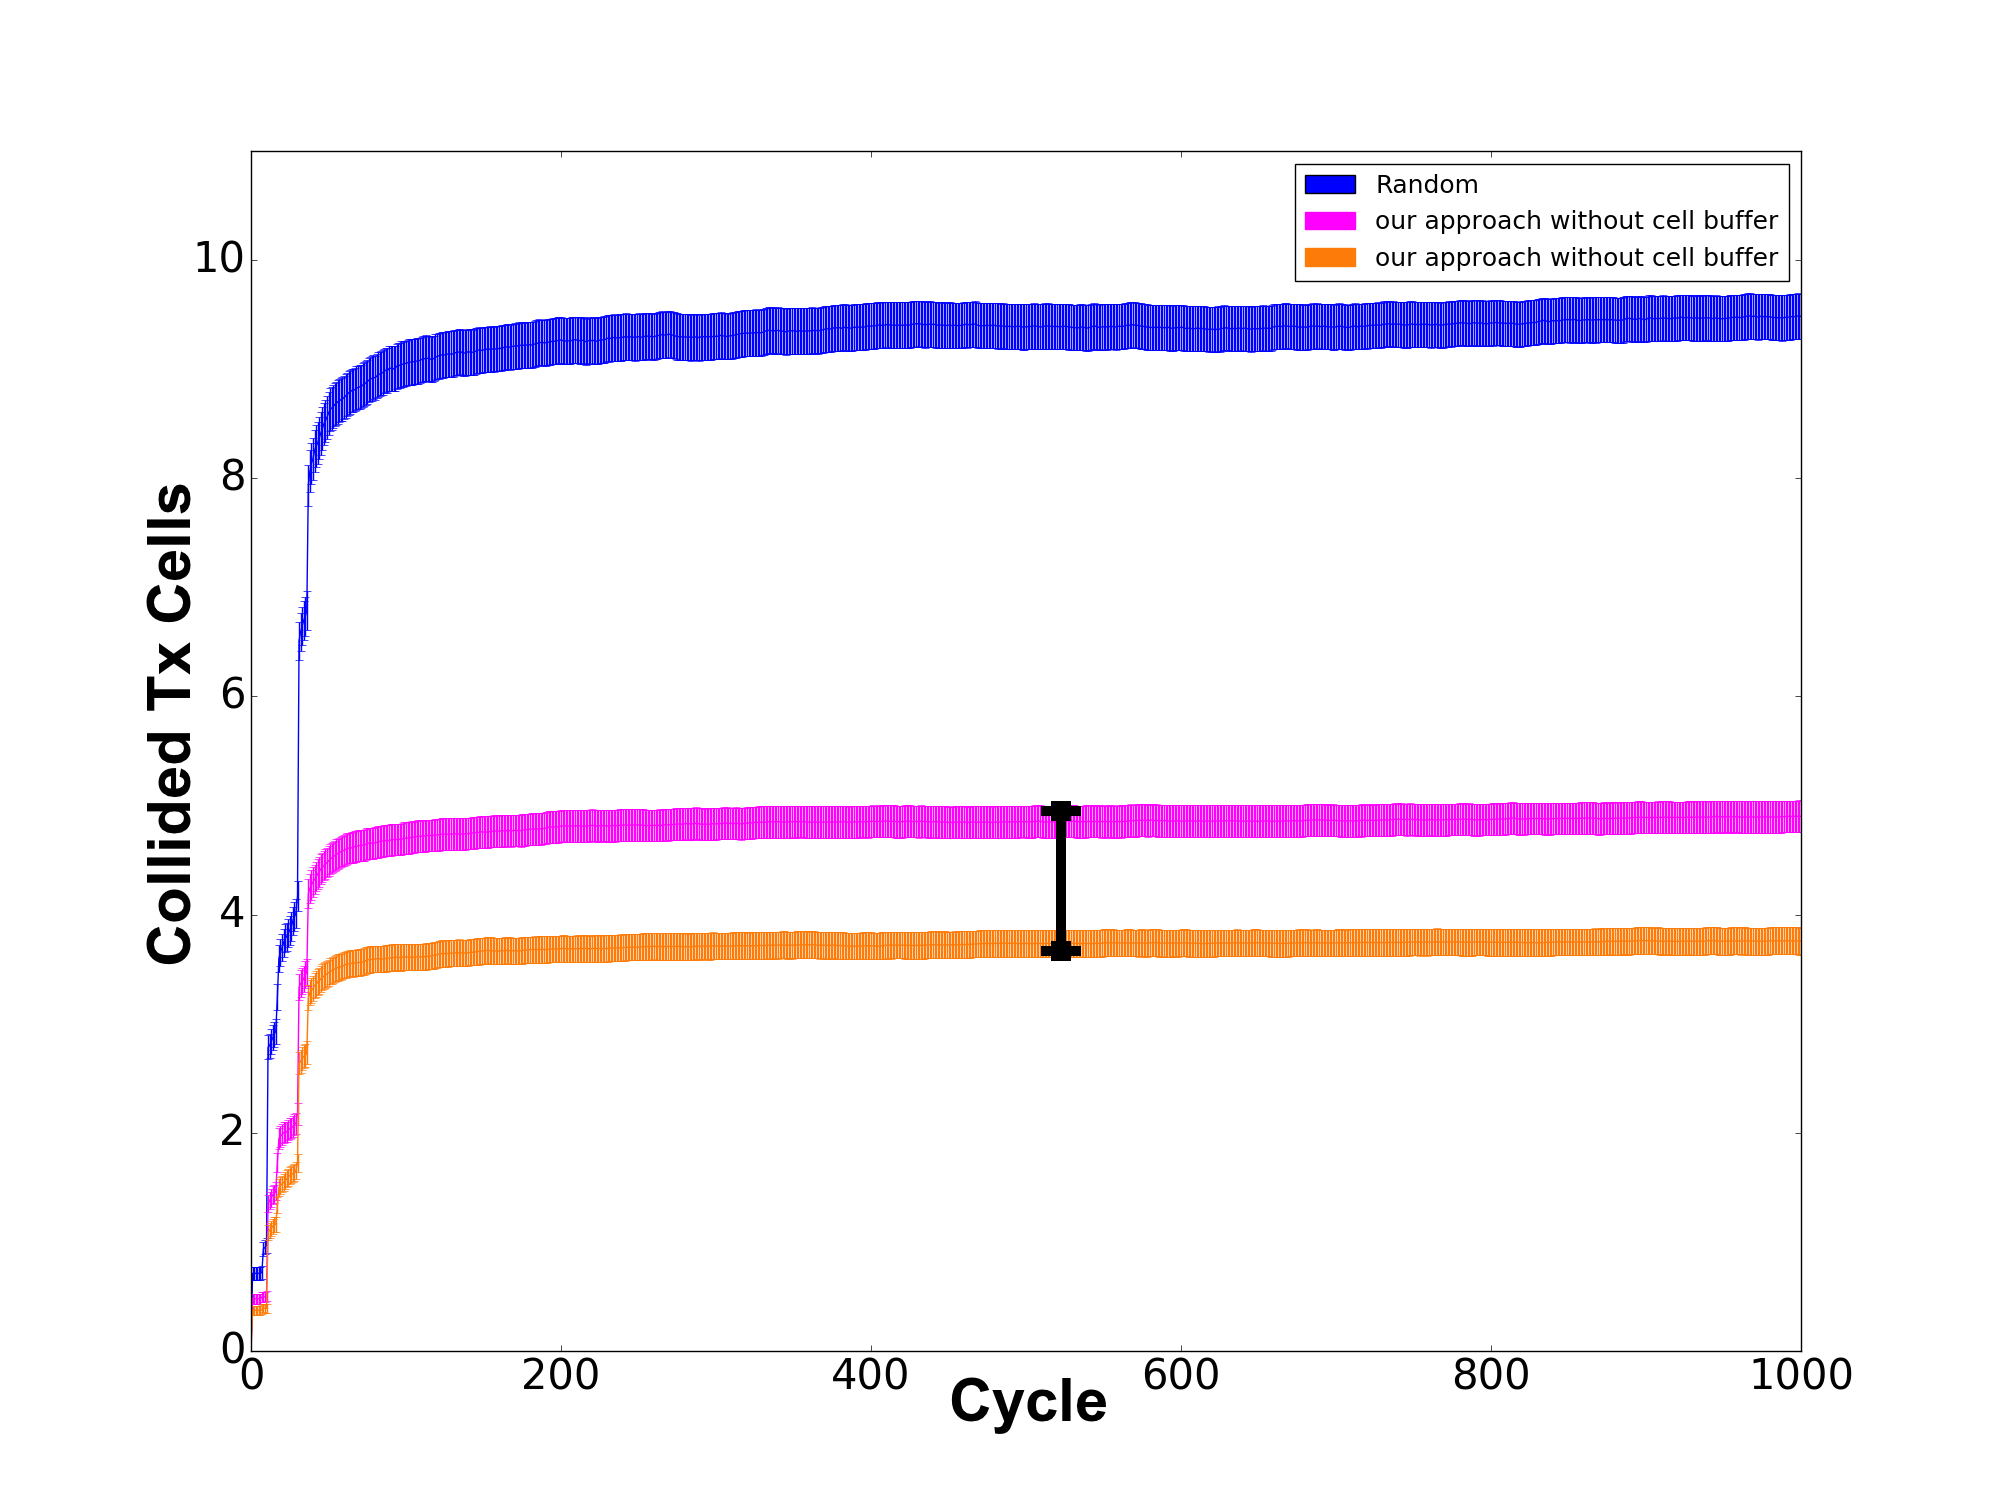 Random
our approach without cell buffer
our approach without cell buffer
10
8
6
4
2
0
Collided Tx Cells
0 200 400 600 800 1000
Cycle